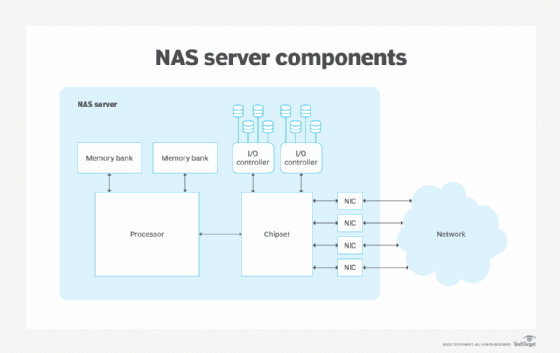 NAS server components
NAS server
Memory bank
Memory bank
I/O
controller
I/O
controller
Processor
Chipset
NIC
NIC
NIC
NIC
Network
TechTarget